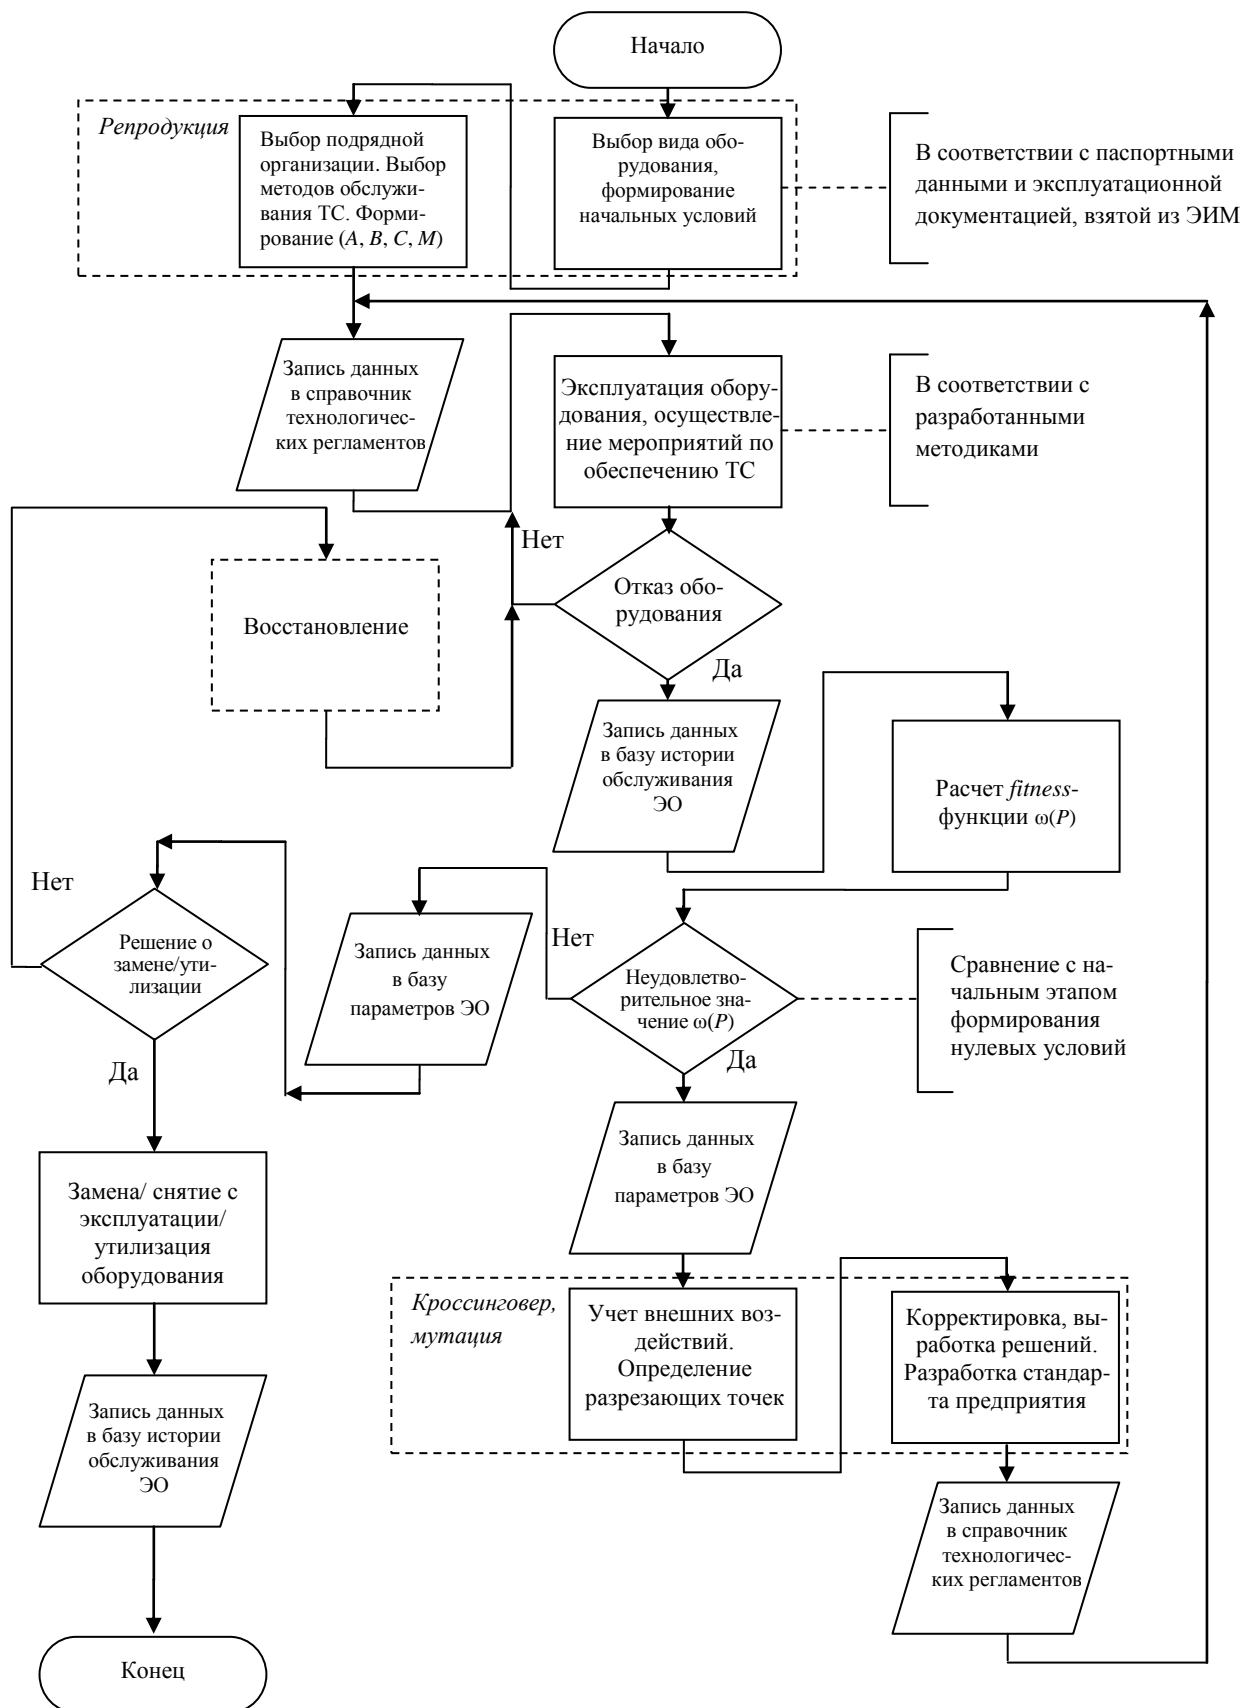 Начало
Репродукция
Выбор подрядной
организации. Выбор
методов обслужи-
вания ТС. Форми-
рование (A, B, C, M)
Выбор вида обо-
рудования,
формирование
начальных условий
В соответствии с паспортными
данными и эксплуатационной
документацией, взятой из ЭИМ
Запись данных
в справочник
технологичес-
ких регламентов
Эксплуатация обору-
дования, осуществле-
ние мероприятий по
обеспечению ТС
В соответствии с
разработанными
методиками
Нет
Отказ обо-
рудования
Да
Восстановление
Запись данных
в базу истории
обслуживания
ЭО
Расчет fitness-
функции ω(P)
Нет
Решение о
замене/ути-
лизации
Да
Запись данных
в базу
параметров ЭО
Нет
Неудовлетво-
рительное зна-
чение ω(P)
Да
Сравнение с на-
чальным этапом
формирования
нулевых условий
Запись данных
в базу
параметров ЭО
Замена/ снятие с
эксплуатации/
утилизация
оборудования
Кроссинговер,
мутация
Учет внешних воз-
действий.
Определение
разрезающих точек
Корректировка, вы-
работка решений.
Разработка стандар-
та предприятия
Запись данных
в базу истории
обслуживания
ЭО
Запись данных
в справочник
технологичес-
ких регламентов
Конец